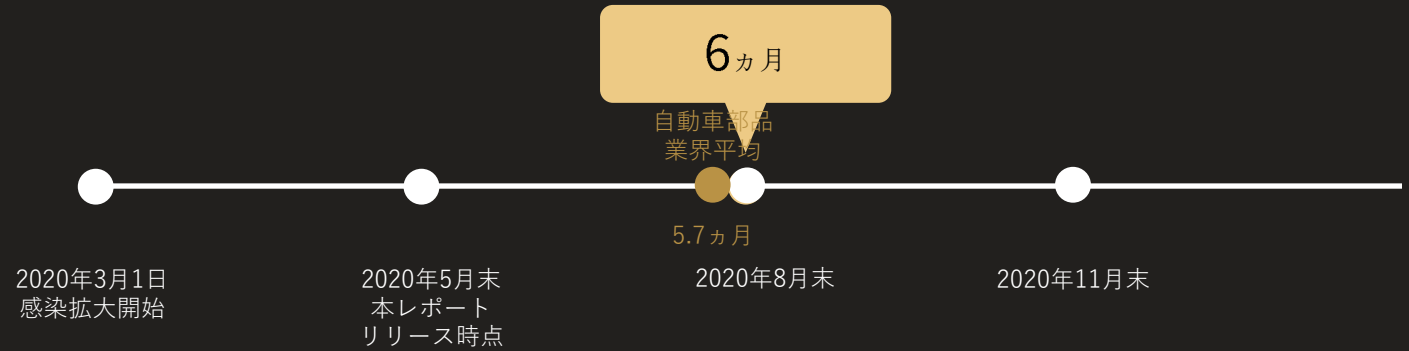 6ヵ月
自動車部品
業界平均
5.7ヵ月
2020年3月1日
感染拡大開始
2020年5月末
本レポート
リリース時点
2020年8月末
2020年11月末